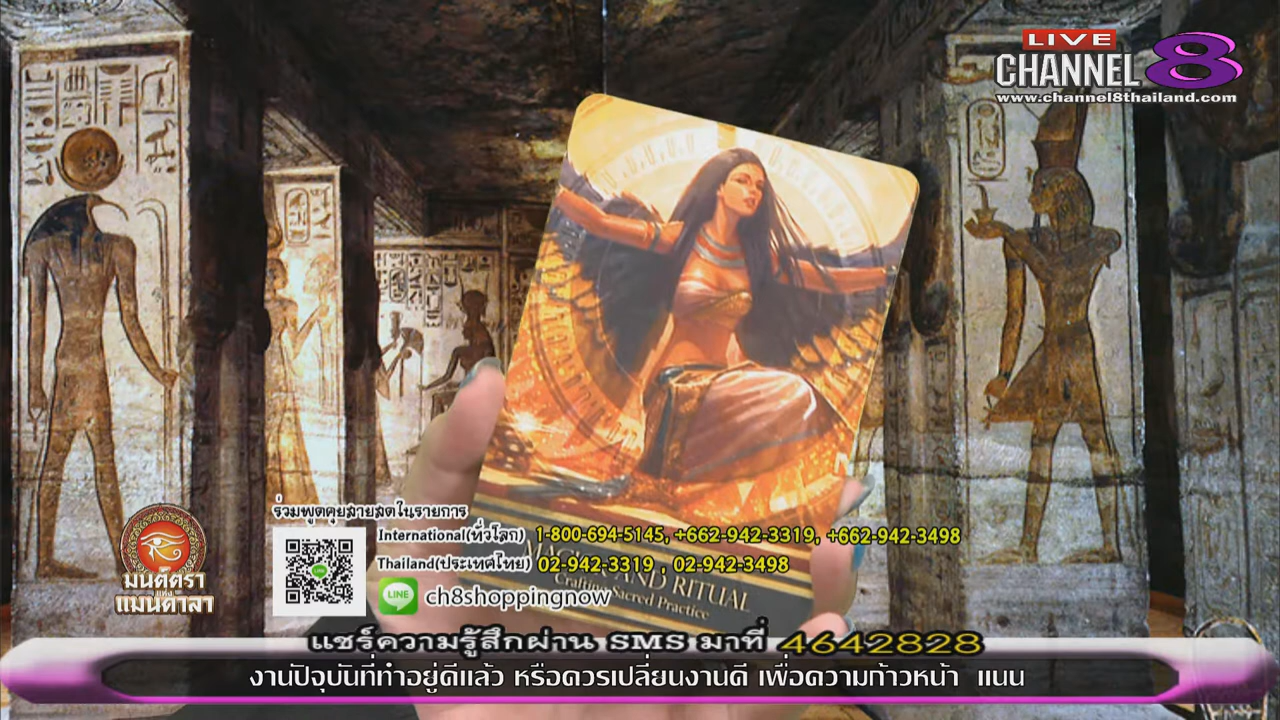 LIVE
CHANNEL 8
www.channel8thailand.com
ร่วมพูดคุยสายสดในรายการ
International(ทั่วโลก) 1-800-694-5145, +662-942-3319, +662-942-3498
Thailand(ประเทศไทย) 02-942-3319 , 02-942-3498
LINE ch8shoppingnow
มนต์ตรา
แห่ง
แมนดาลา
MAGIC AND RITUAL
Crafting Sacred Practice
แชร์ความรู้สึกผ่าน SMS มาที่ 4642828
งานปัจจุบันที่ทำอยู่ดีแล้ว หรือควรเปลี่ยนงานดี เพื่อความก้าวหน้า แนน